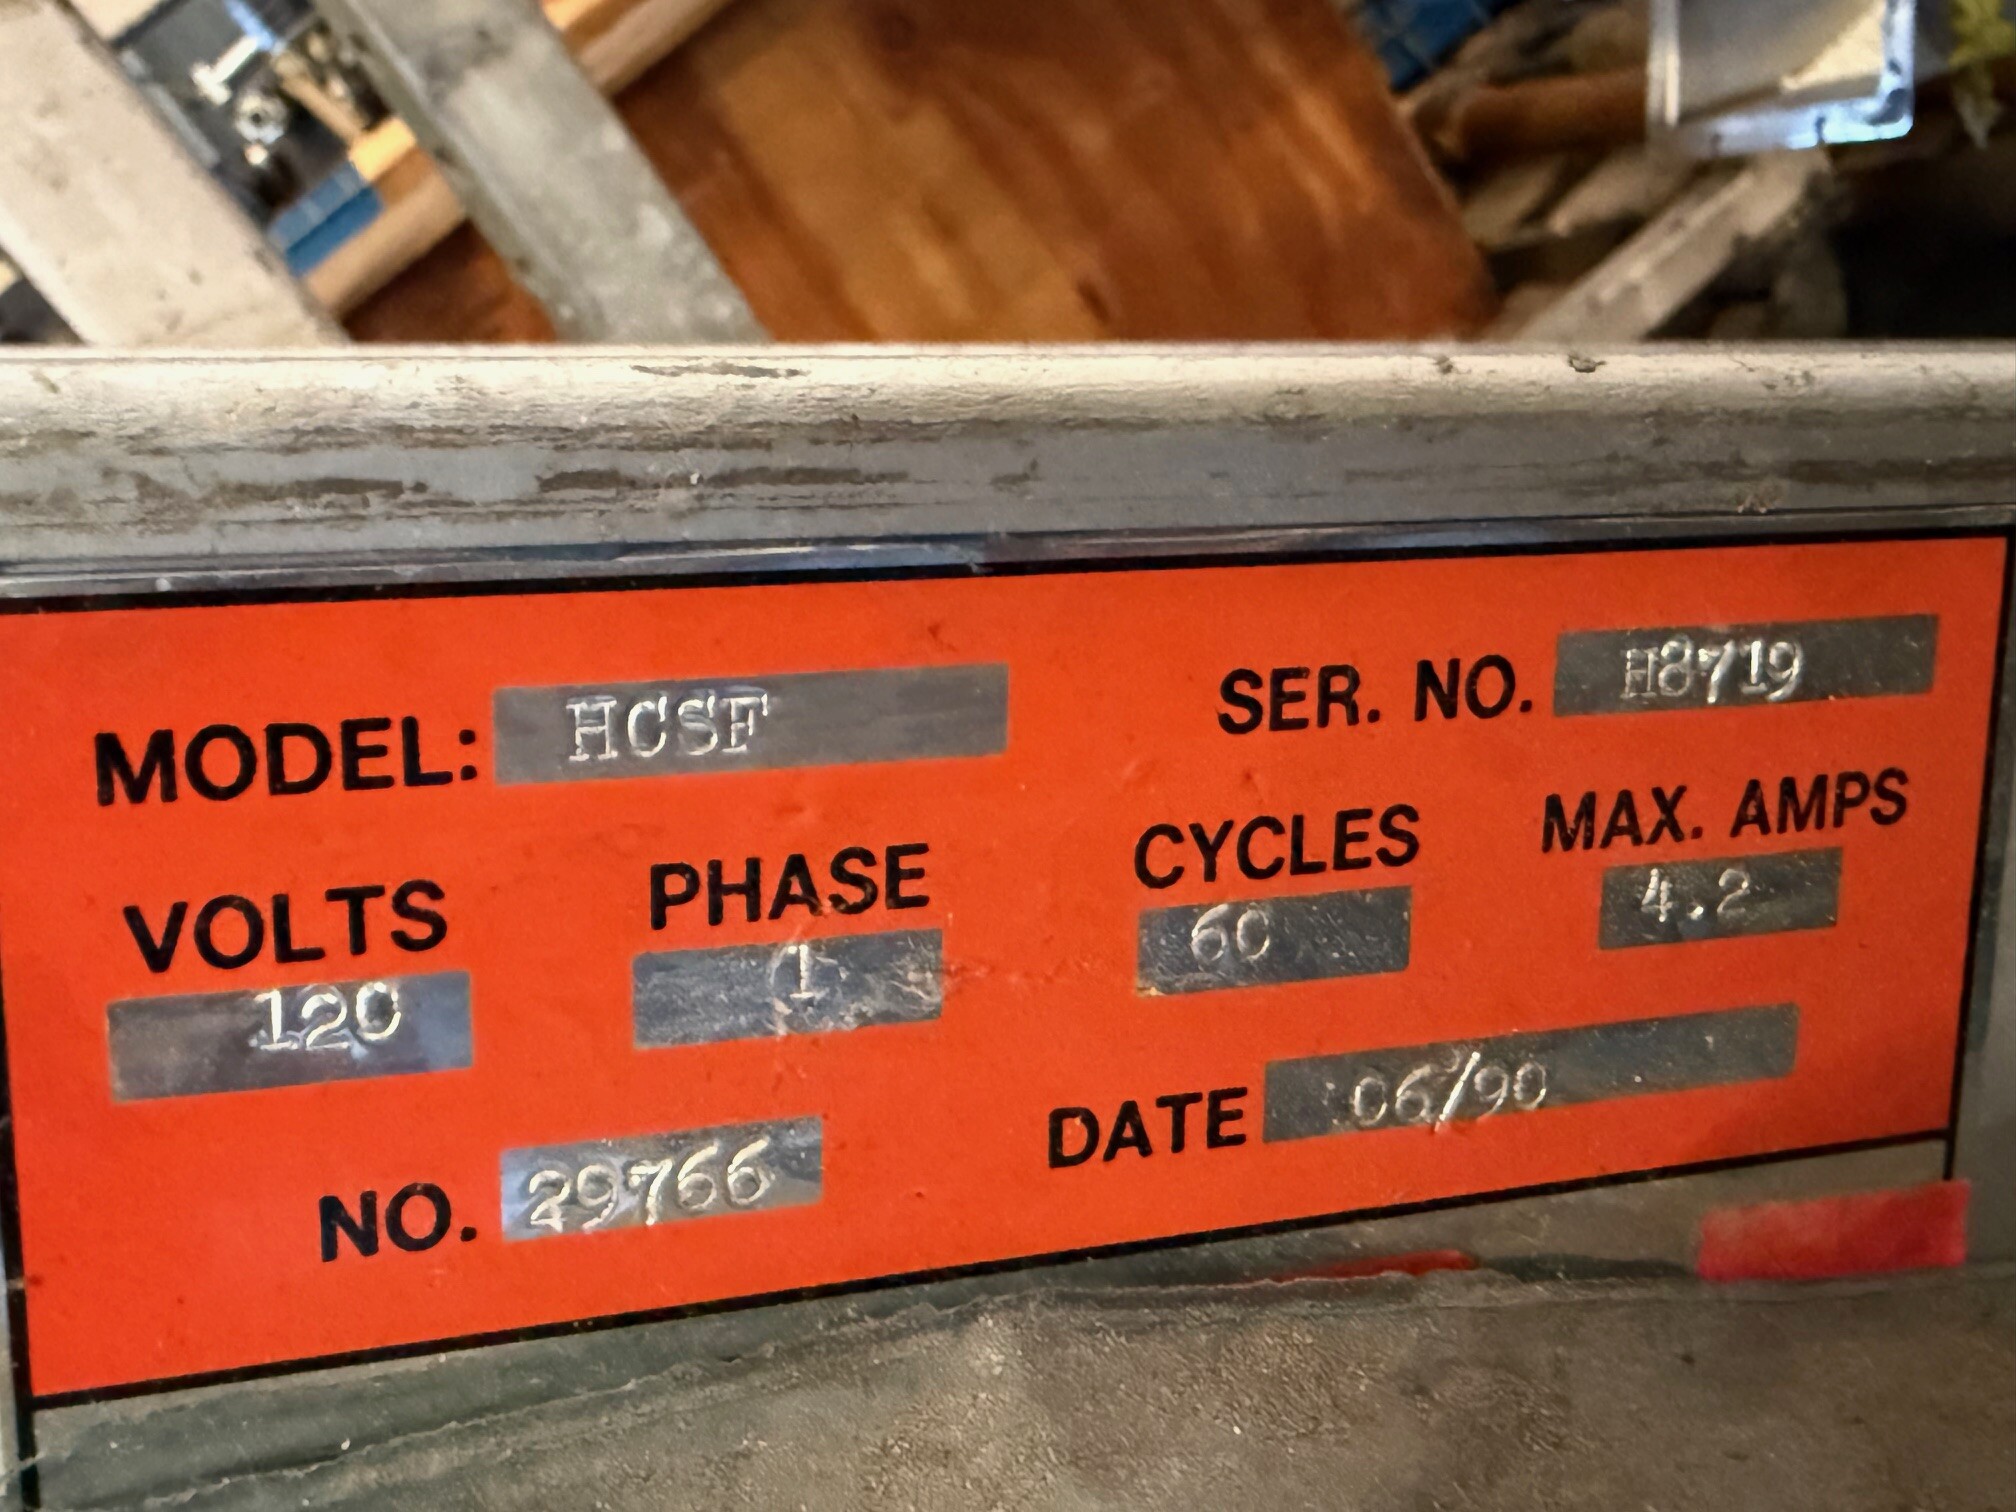 MODEL: HCSF SER. NO. H8719
VOLTS PHASE CYCLES MAX. AMPS
120 1 60 4.2
NO. 29766 DATE 06/90